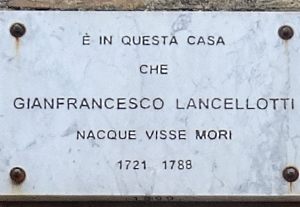 È IN QUESTA CASA
CHE
GIANFRANCESCO LANCELLOTTI
NACQUE VISSE MORI
1721 1788